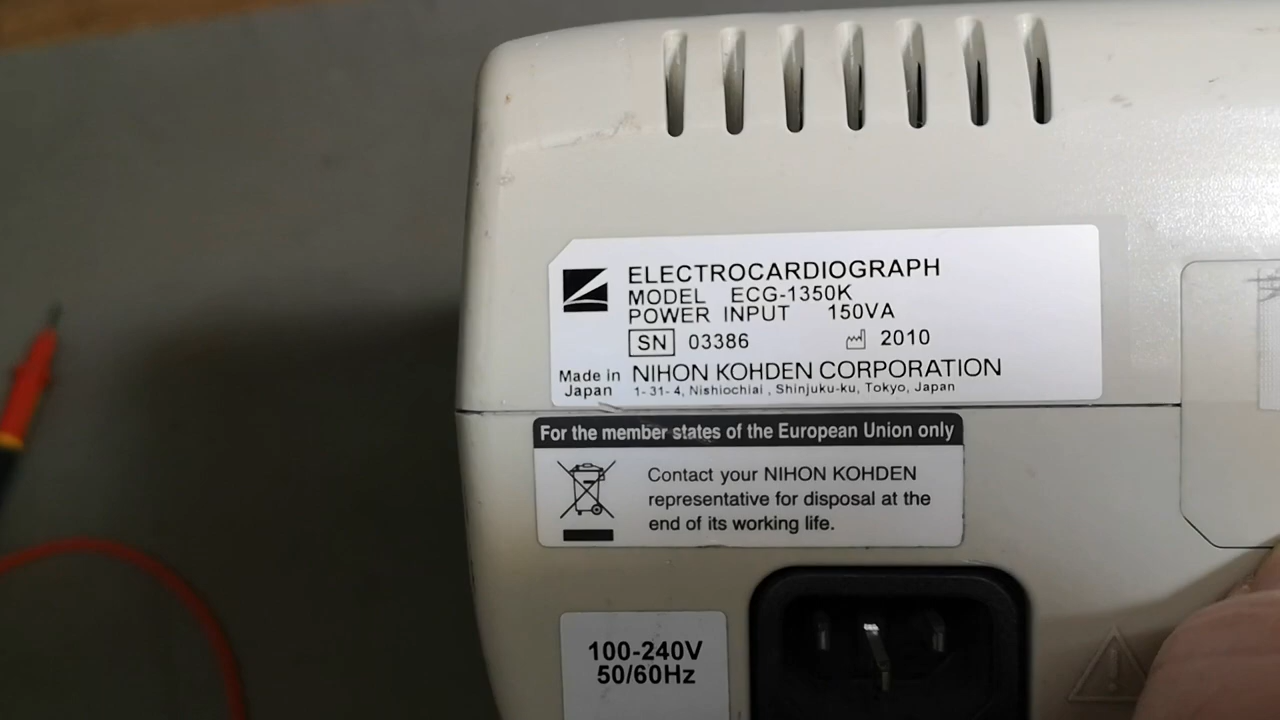 ELECTROCARDIOGRAPH
MODEL ECG-1350K
POWER INPUT 150VA
SN 03386 2010
Made in Japan NIHON KOHDEN CORPORATION
1-31-4, Nishiochiai, Shinjuku-ku, Tokyo, Japan
For the member states of the European Union only
Contact your NIHON KOHDEN
representative for disposal at the
end of its working life.
100-240V
50/60Hz